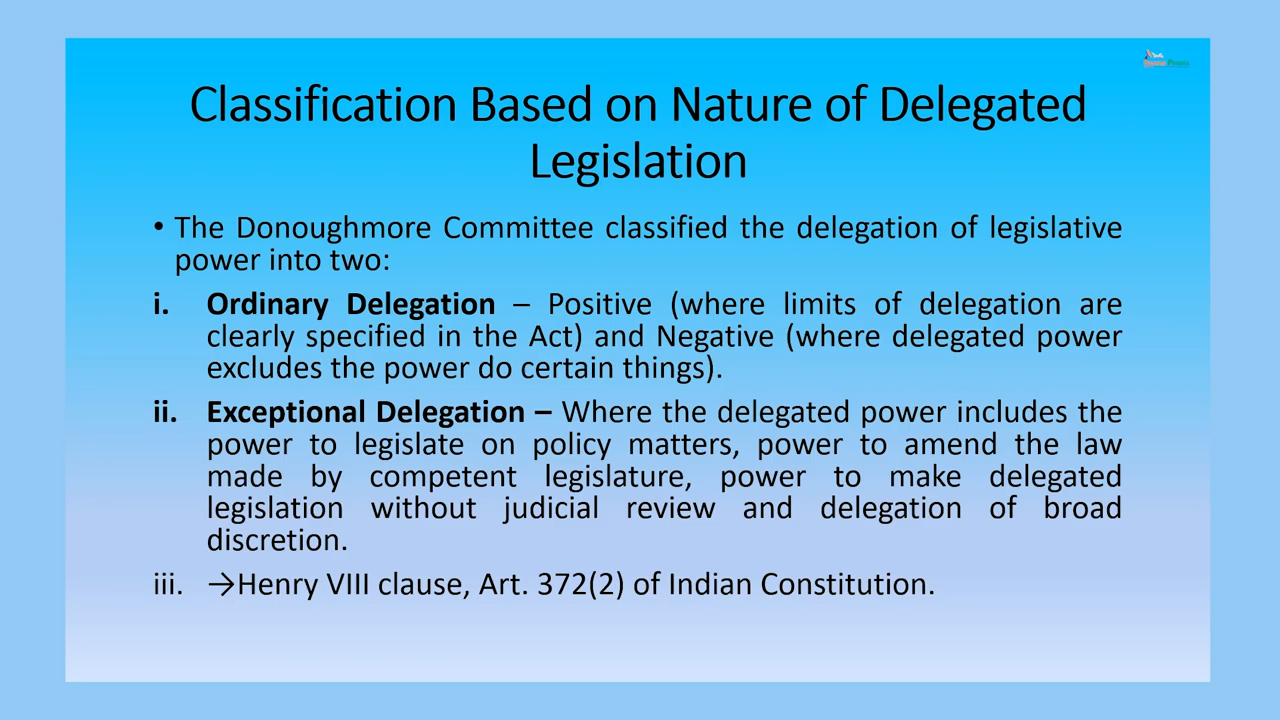 Classification Based on Nature of Delegated
Legislation
• The Donoughmore Committee classified the delegation of legislative
power into two:
i. Ordinary Delegation – Positive (where limits of delegation are
clearly specified in the Act) and Negative (where delegated power
excludes the power do certain things).
ii. Exceptional Delegation – Where the delegated power includes the
power to legislate on policy matters, power to amend the law
made by competent legislature, power to make delegated
legislation without judicial review and delegation of broad
discretion.
iii. →Henry VIII clause, Art. 372(2) of Indian Constitution.